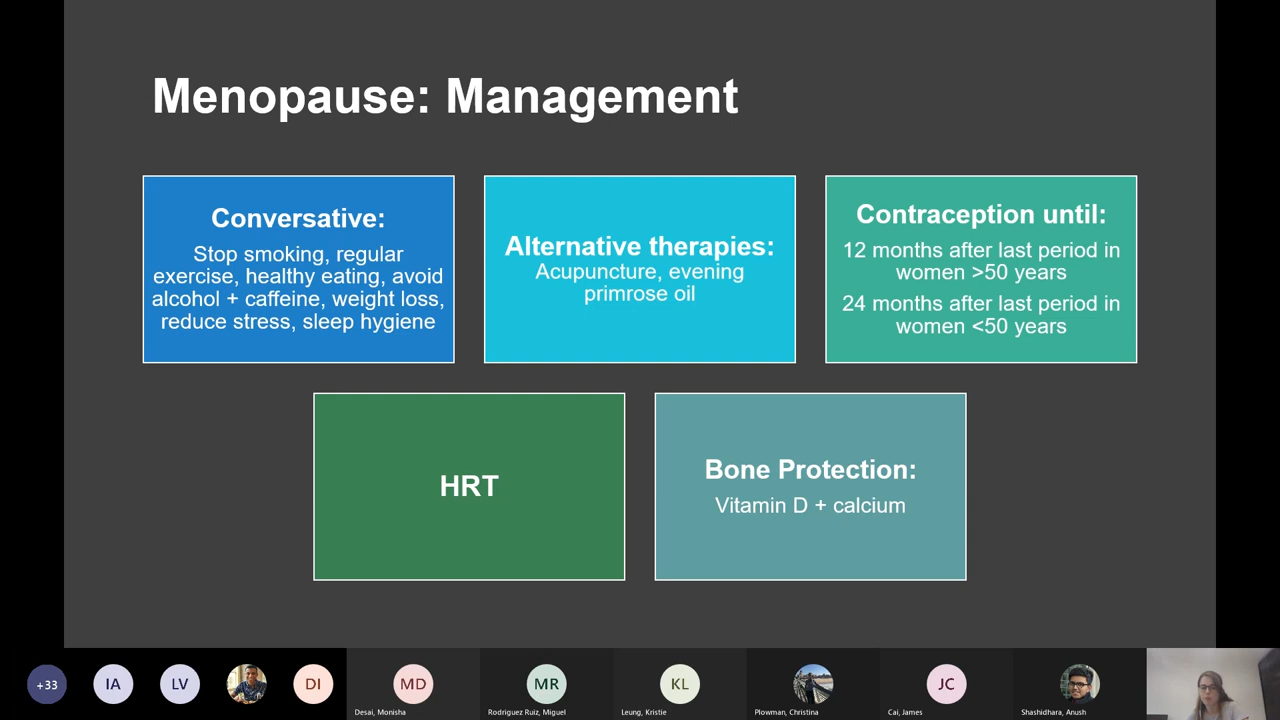 Menopause: Management
Conversative:
Stop smoking, regular
exercise, healthy eating, avoid
alcohol + caffeine, weight loss,
reduce stress, sleep hygiene
Alternative therapies:
Acupuncture, evening
primrose oil
Contraception until:
12 months after last period in
women >50 years
24 months after last period in
women <50 years
HRT
Bone Protection:
Vitamin D + calcium
+33
IA
LV
DI
MD
Desai, Monisha
MR
Rodriguez Ruiz, Miguel
KL
Leung, Kristie
Plowman, Christina
JC
Cai, James
Shashidhara, Anush